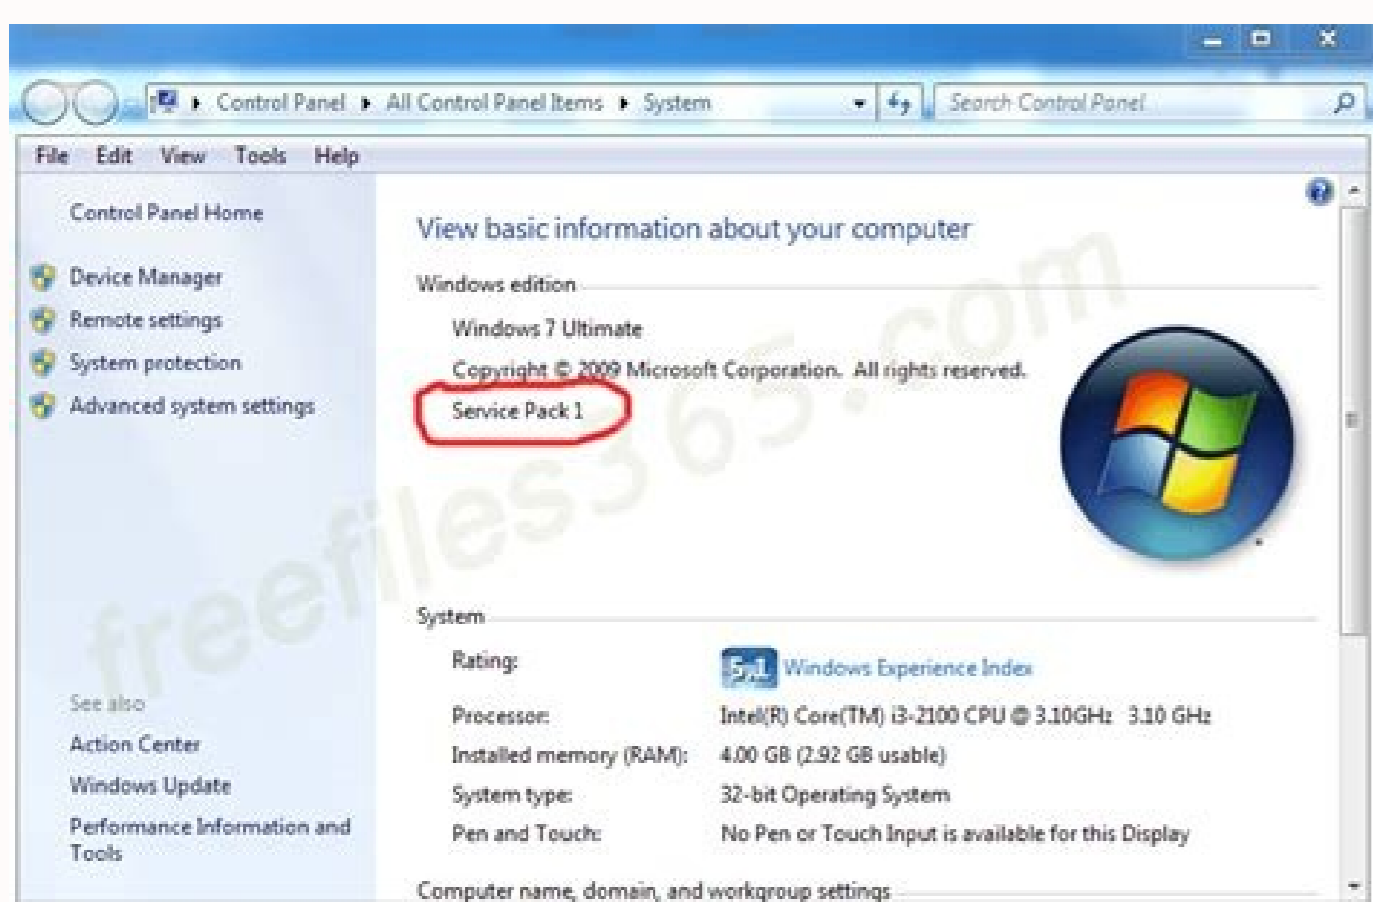 Control Panel ▸ All Control Panel Items ▸ System
Search Control Panel
File Edit View Tools Help
Control Panel Home
Device Manager
Remote settings
System protection
Advanced system settings
See also
Action Center
Windows Update
Performance Information and
Tools
View basic information about your computer
Windows edition
Windows 7 Ultimate
Copyright © 2009 Microsoft Corporation. All rights reserved.
Service Pack 1
System
Rating: 5.1 Windows Experience Index
Processor: Intel(R) Core(TM) i3-2100 CPU @ 3.10GHz 3.10 GHz
Installed memory (RAM): 4.00 GB (2.92 GB usable)
System type: 32-bit Operating System
Pen and Touch: No Pen or Touch Input is available for this Display
Computer name, domain, and workgroup settings
freefiles365.com